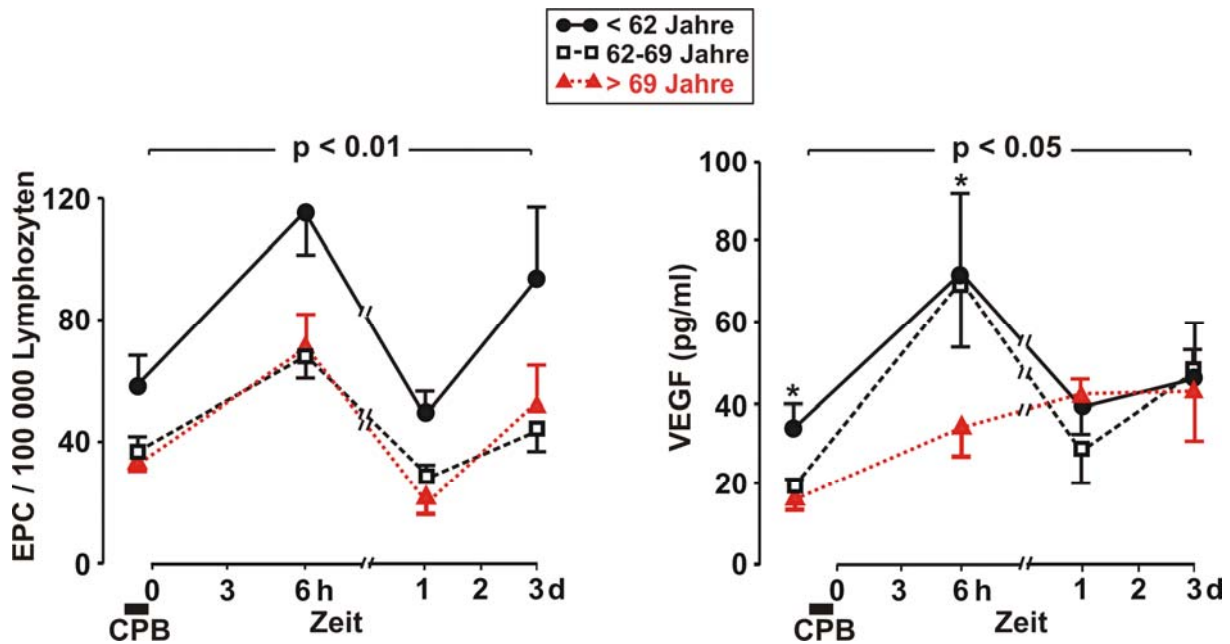 < 62 Jahre
62-69 Jahre
> 69 Jahre
p < 0.01
EPC / 100 000 Lymphozyten
120
80
40
0
0 3 6 h 1 2 3 d
CPB
Zeit
p < 0.05
VEGF (pg/ml)
100
80
60
40
20
0
*
*
0 3 6 h 1 2 3 d
CPB
Zeit